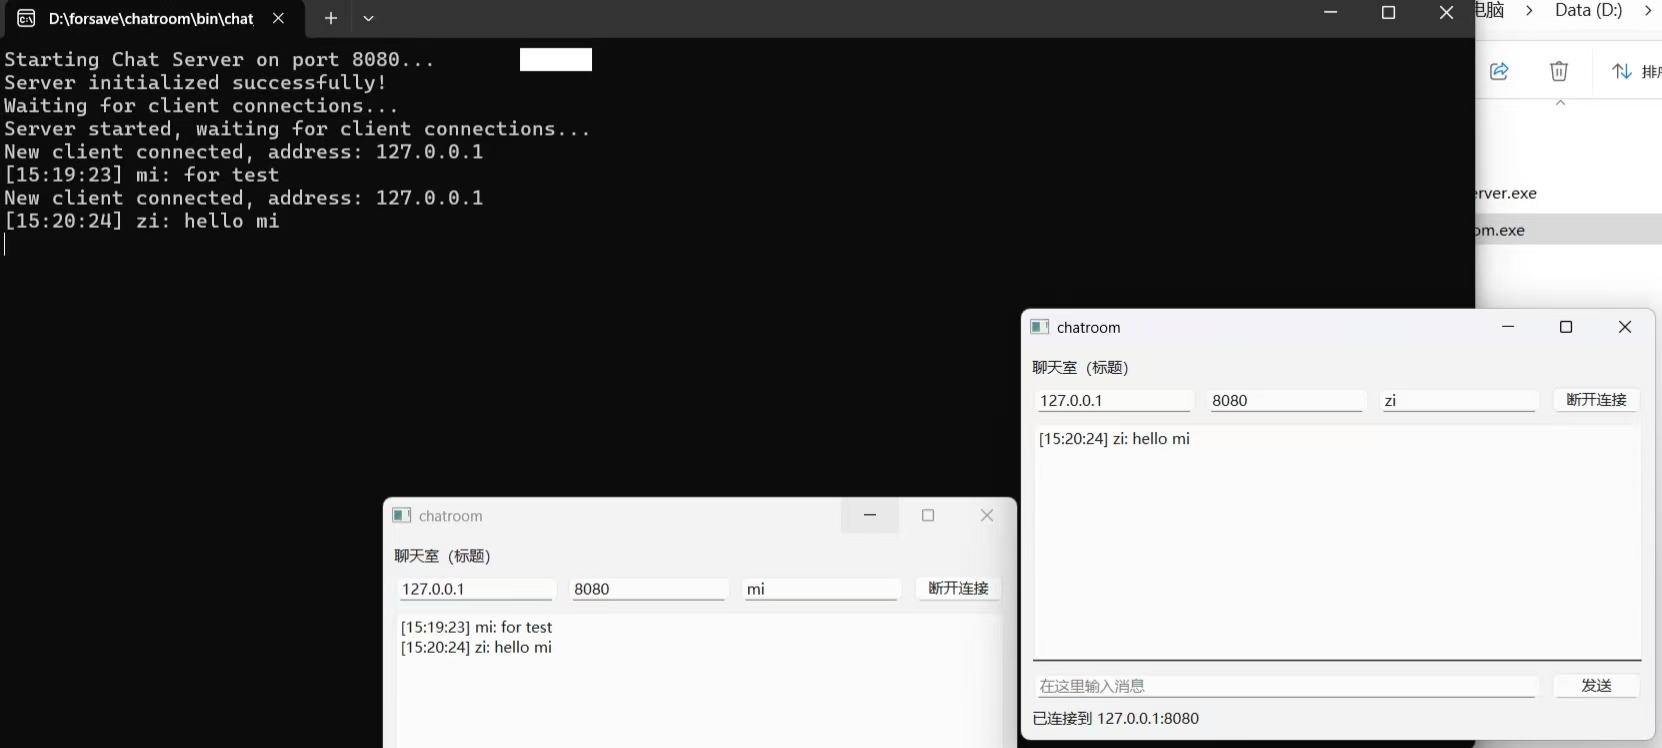 D:\forsave\chatroom\bin\chat
Starting Chat Server on port 8080...
Server initialized successfully!
Waiting for client connections...
Server started, waiting for client connections...
New client connected, address: 127.0.0.1
[15:19:23] mi: for test
New client connected, address: 127.0.0.1
[15:20:24] zi: hello mi
电脑 > Data (D:) >
排序
erver.exe
om.exe
chatroom
聊天室（标题）
127.0.0.1 8080 zi 断开连接
[15:20:24] zi: hello mi
在这里输入消息 发送
已连接到 127.0.0.1:8080
chatroom
聊天室（标题）
127.0.0.1 8080 mi 断开连接
[15:19:23] mi: for test
[15:20:24] zi: hello mi